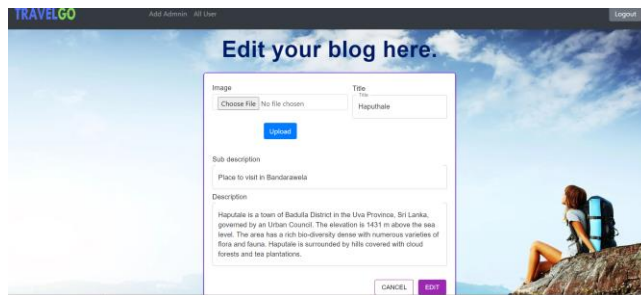 TRAVELGO Add Admnin All User Logout
Edit your blog here.
Image Title
Choose File No file chosen Title
Haputhale
Upload
Sub description
Place to visit in Bandarawela
Description
Haputale is a town of Badulla District in the Uva Province, Sri Lanka,
governed by an Urban Council. The elevation is 1431 m above the sea
level. The area has a rich bio-diversity dense with numerous varieties of
flora and fauna. Haputale is surrounded by hills covered with cloud
forests and tea plantations.
CANCEL EDIT